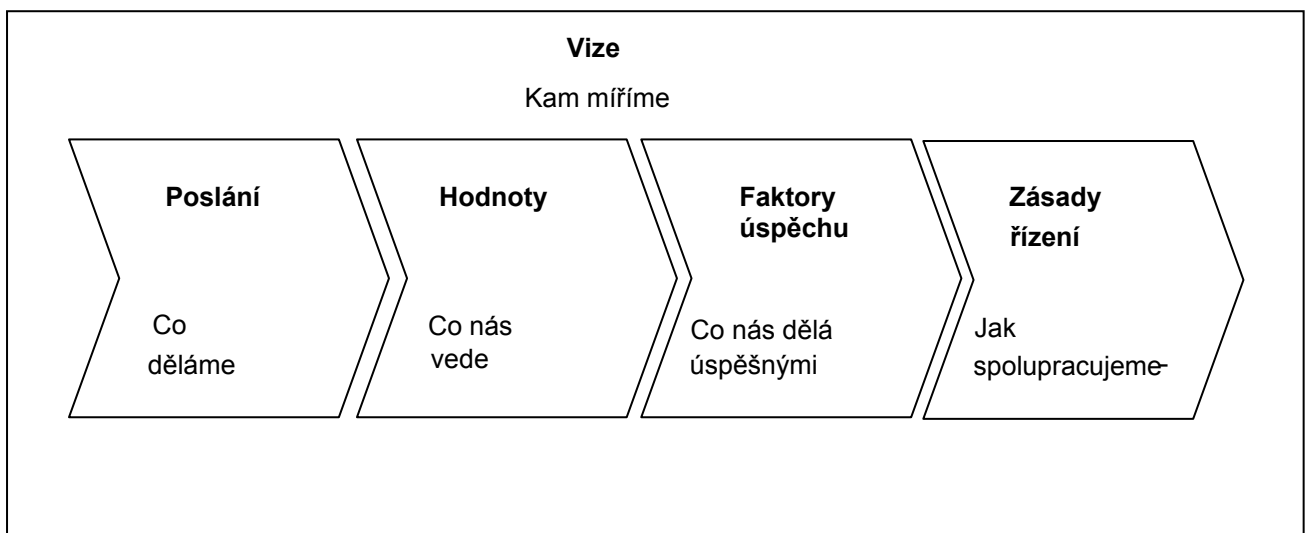 Vize
Kam míříme
Poslání
Co
děláme
Hodnoty
Co nás
vede
Faktory
úspěchu
Co nás dělá
úspěšnými
Zásady
řízení
Jak
spolupracujeme-